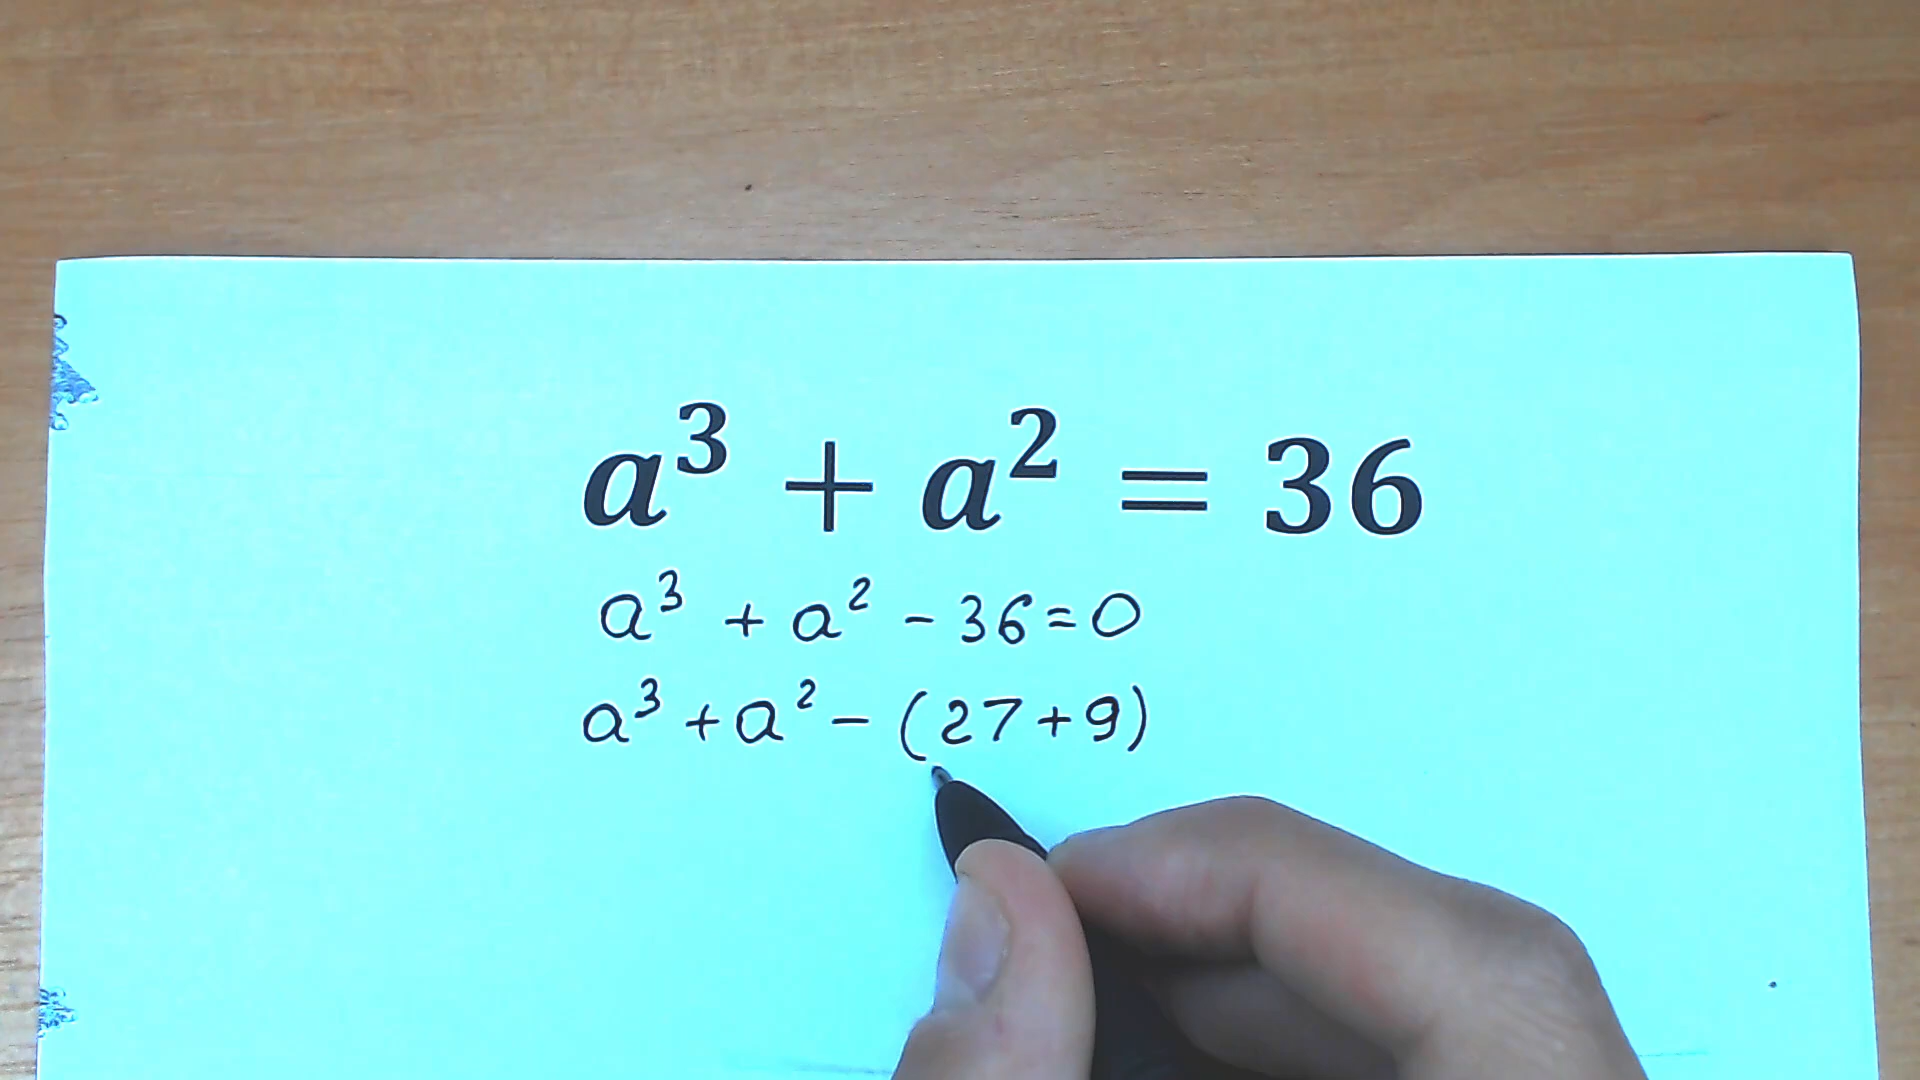 a³ + a² = 36
a³ + a² - 36 = 0
a³ + a² - (27 + 9)